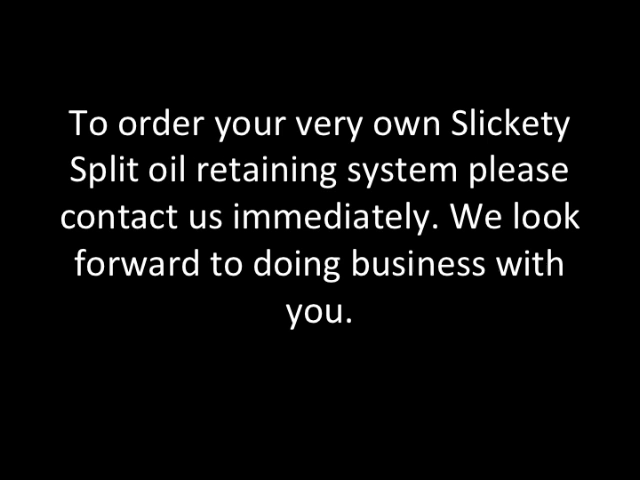 To order your very own Slickety
Split oil retaining system please
contact us immediately. We look
forward to doing business with
you.